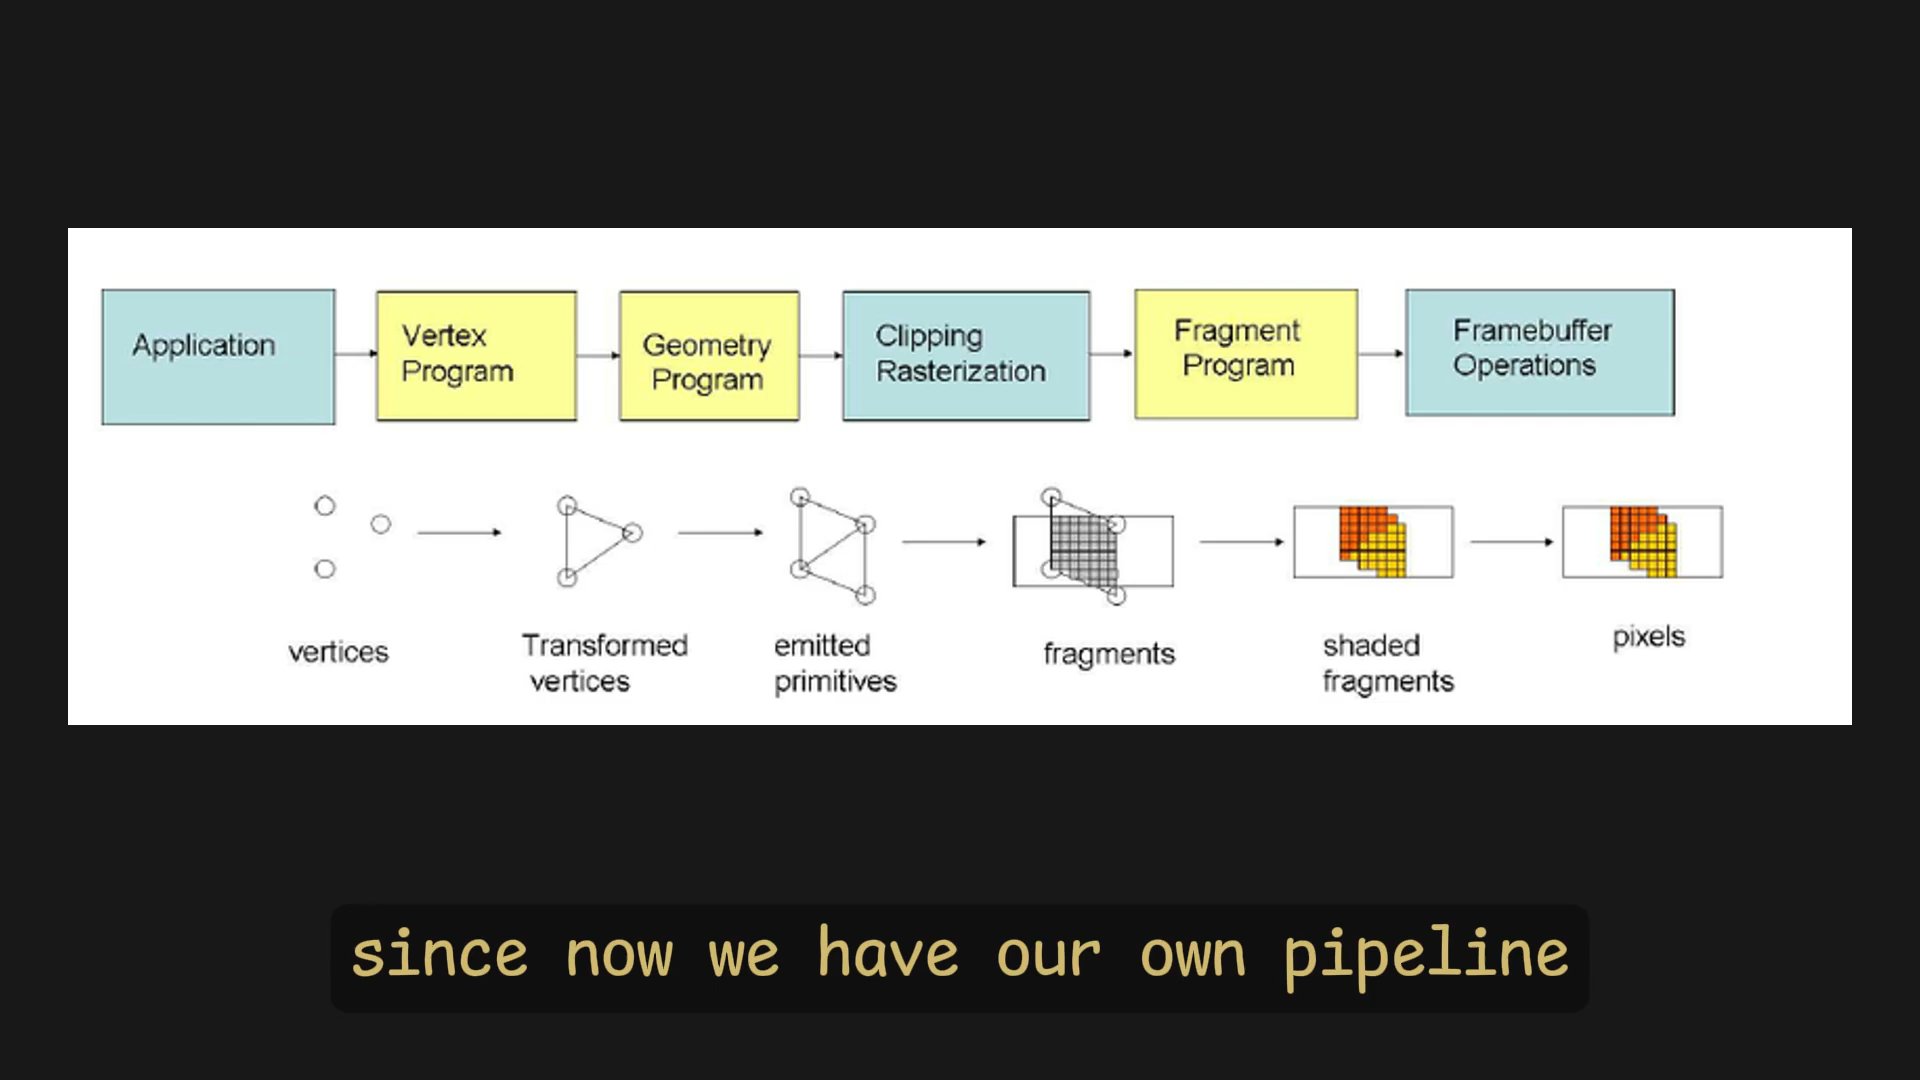 Application
Vertex
Program
Geometry
Program
Clipping
Rasterization
Fragment
Program
Framebuffer
Operations
vertices
Transformed
vertices
emitted
primitives
fragments
shaded
fragments
pixels
since now we have our own pipeline